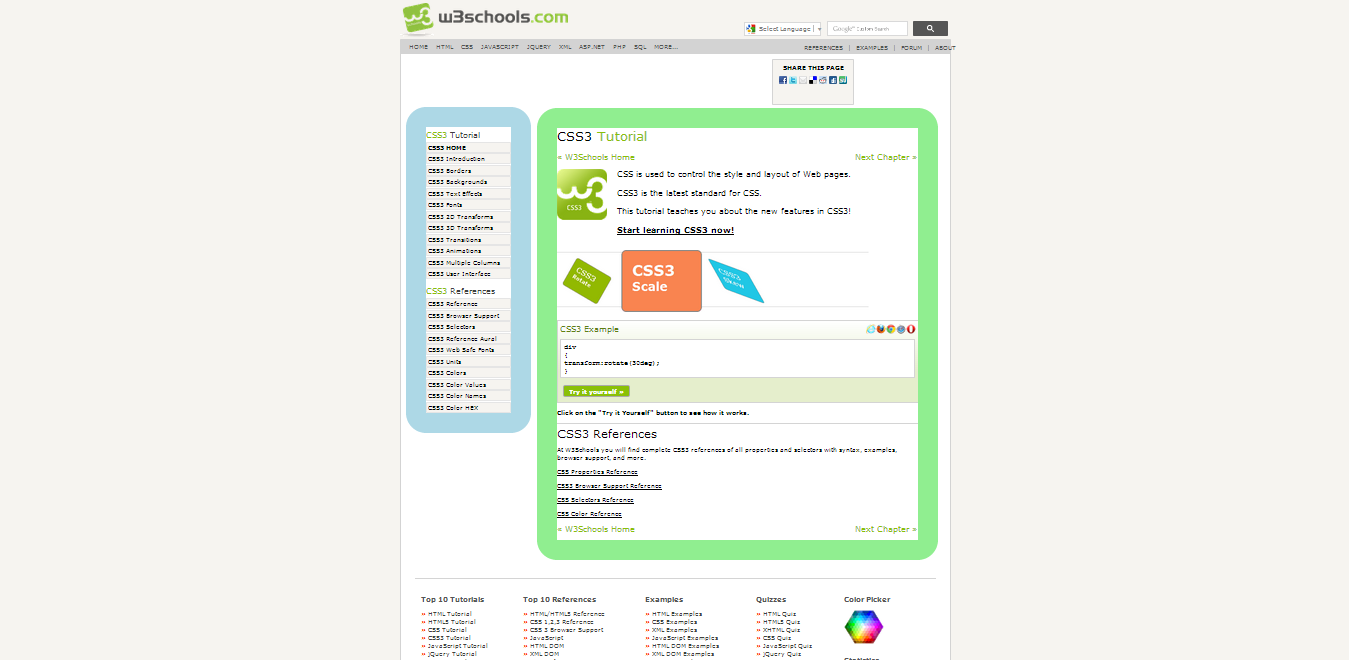 w3schools.com
Select Language
Google™ Custom Search
HOME HTML CSS JAVASCRIPT JQUERY XML ASP.NET PHP SQL MORE...
REFERENCES | EXAMPLES | FORUM | ABOUT
SHARE THIS PAGE
CSS3 Tutorial
CSS3 HOME
CSS3 Introduction
CSS3 Borders
CSS3 Backgrounds
CSS3 Text Effects
CSS3 Fonts
CSS3 2D Transforms
CSS3 3D Transforms
CSS3 Transitions
CSS3 Animations
CSS3 Multiple Columns
CSS3 User Interface
CSS3 References
CSS3 Reference
CSS3 Browser Support
CSS3 Selectors
CSS3 Reference Aural
CSS3 Web Safe Fonts
CSS3 Units
CSS3 Colors
CSS3 Color Values
CSS3 Color Names
CSS3 Color HEX
CSS3 Tutorial
« W3Schools Home Next Chapter »
w3
CSS3
CSS is used to control the style and layout of Web pages.
CSS3 is the latest standard for CSS.
This tutorial teaches you about the new features in CSS3!
Start learning CSS3 now!
CSS3
Rotate
CSS3
Scale
CSS3
CSS3 Example
div
{
transform:rotate(30deg);
}
Try it yourself »
Click on the "Try it Yourself" button to see how it works.
CSS3 References
At W3Schools you will find complete CSS3 references of all properties and selectors with syntax, examples,
browser support, and more.
CSS Properties Reference
CSS3 Browser Support Reference
CSS Selectors Reference
CSS Color Reference
« W3Schools Home Next Chapter »
Top 10 Tutorials
» HTML Tutorial
» HTML5 Tutorial
» CSS Tutorial
» CSS3 Tutorial
» JavaScript Tutorial
» jQuery Tutorial
Top 10 References
» HTML/HTML5 Reference
» CSS 1,2,3 Reference
» CSS 3 Browser Support
» JavaScript
» HTML DOM
» XML DOM
Examples
» HTML Examples
» CSS Examples
» XML Examples
» JavaScript Examples
» HTML DOM Examples
» XML DOM Examples
Quizzes
» HTML Quiz
» HTML5 Quiz
» XHTML Quiz
» CSS Quiz
» JavaScript Quiz
» jQuery Quiz
Color Picker
Statistics